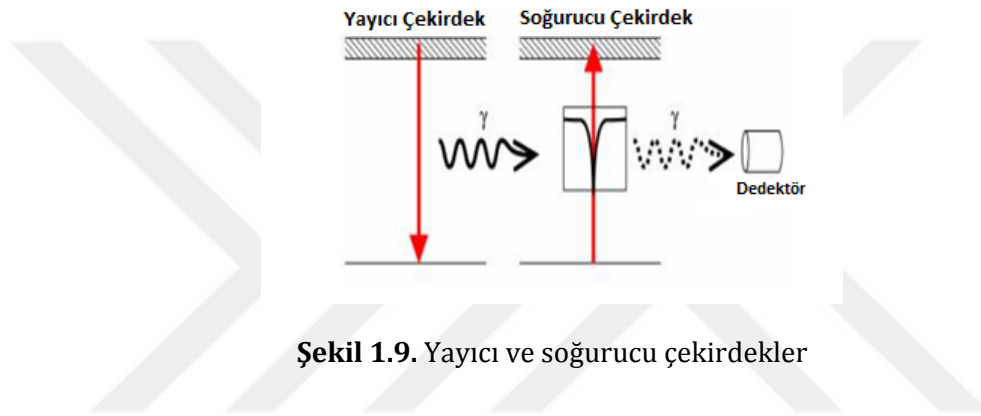 Yayıcı Çekirdek Soğurucu Çekirdek
γ γ
Dedektör
Şekil 1.9. Yayıcı ve soğurucu çekirdekler